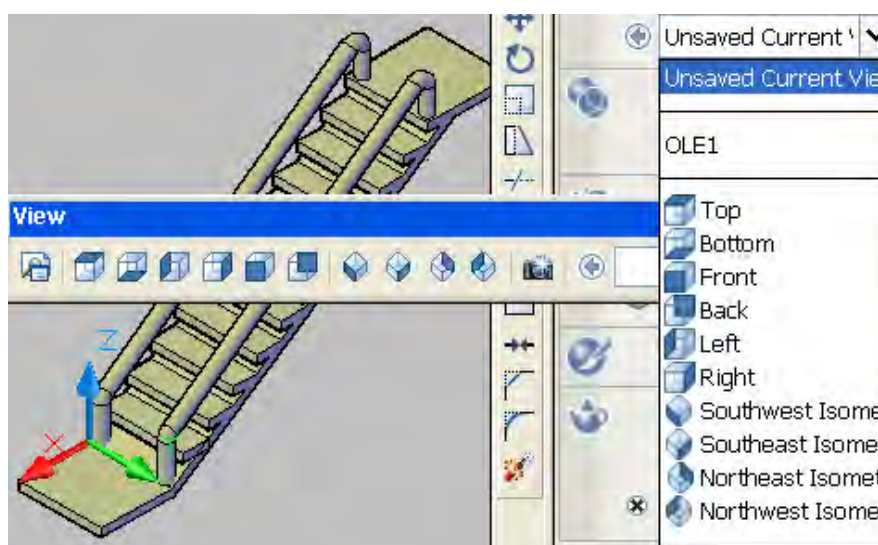 Unsaved Current
Unsaved Current Vie
OLE1
Top
View
Bottom
Front
Back
Z
Left
Right
Southwest Isome
X
Southeast Isome
Northeast Isomet
Northwest Isome